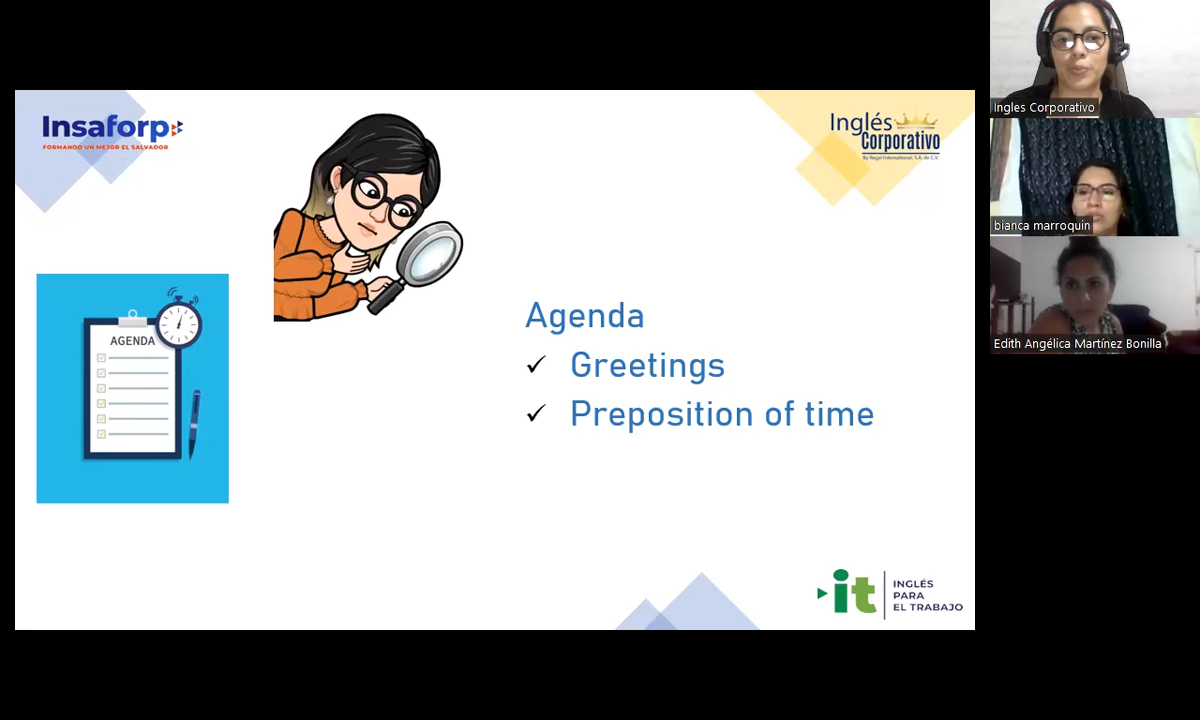 Insaforp
FORMANDO UN MEJOR EL SALVADOR
Inglés
Corporativo
By Regal International, S.A. de C.V.
AGENDA
Agenda
✓ Greetings
✓ Preposition of time
it
INGLÉS
PARA
EL TRABAJO
Ingles Corporativo
bianca marroquin
Edith Angélica Martínez Bonilla